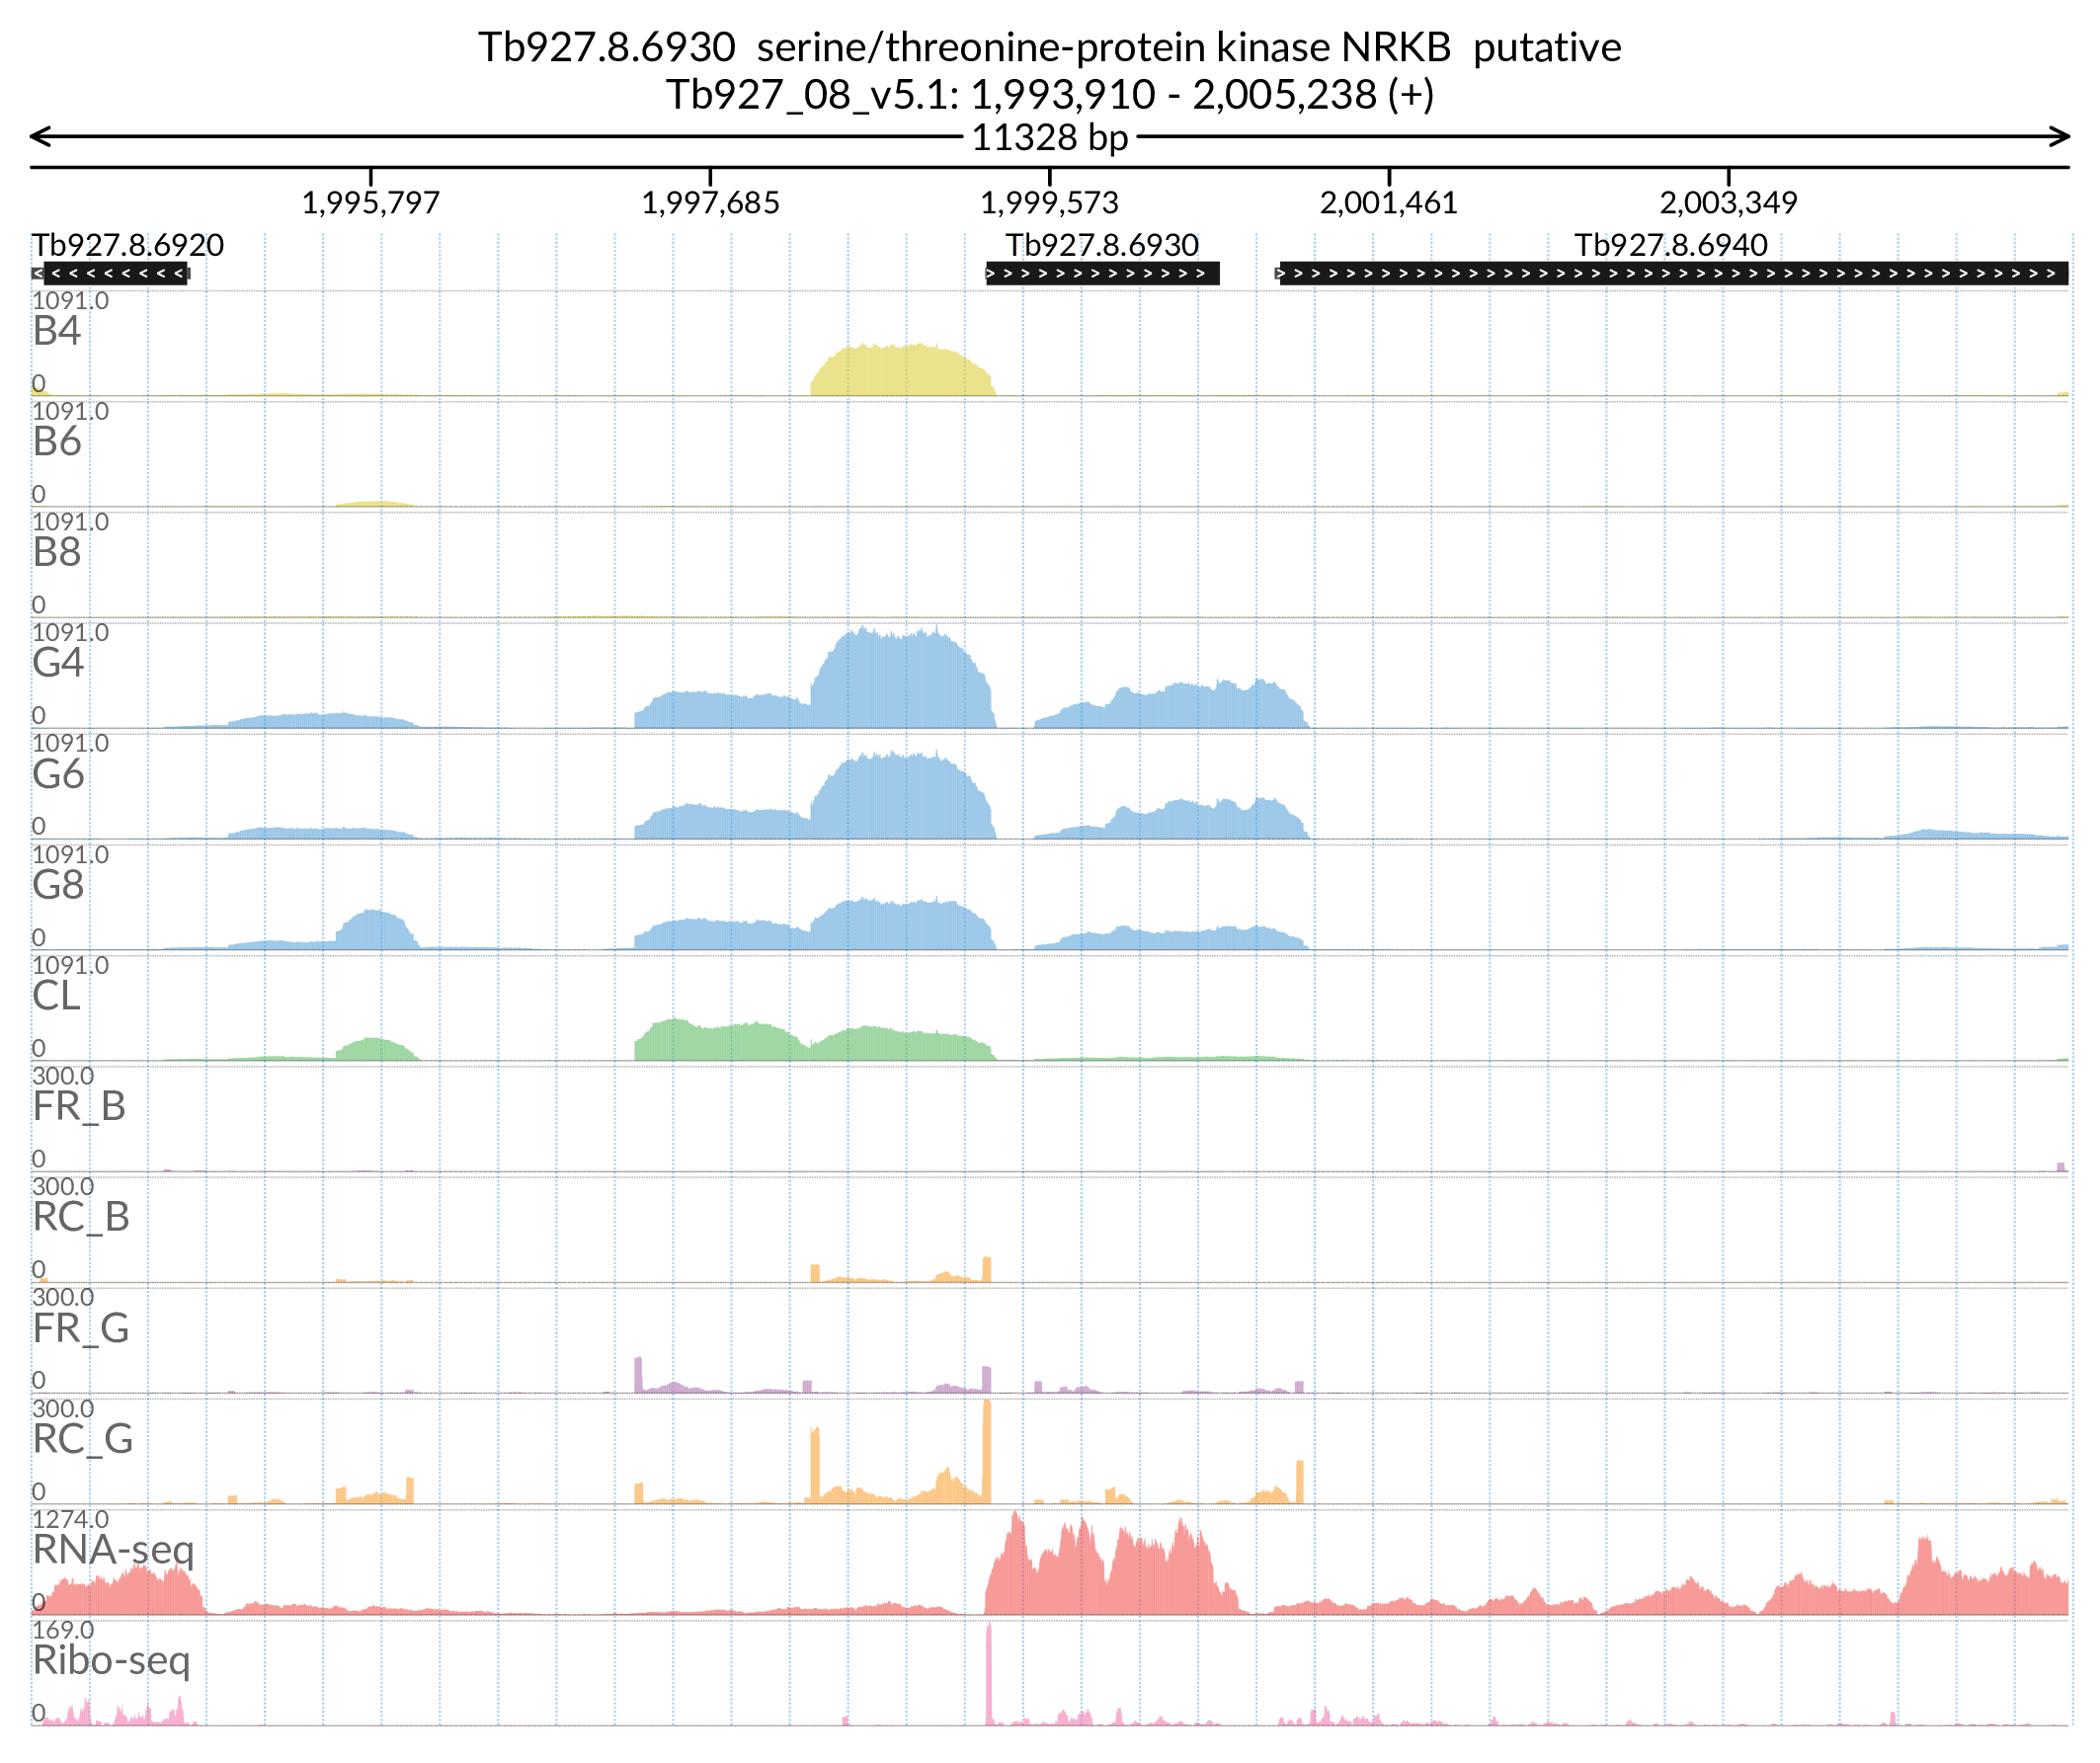 Tb927.8.6930  serine/threonine-protein kinase NRKB  putative
Tb927_08_v5.1: 1,993,910 - 2,005,238 (+)
11328 bp
1,995,797 1,997,685 1,999,573 2,001,461 2,003,349
Tb927.8.6920 Tb927.8.6930 Tb927.8.6940
1091.0
B4
0
1091.0
B6
0
1091.0
B8
0
1091.0
G4
0
1091.0
G6
0
1091.0
G8
0
1091.0
CL
0
300.0
FR_B
0
300.0
RC_B
0
300.0
FR_G
0
300.0
RC_G
0
1274.0
RNA-seq
0
169.0
Ribo-seq
0